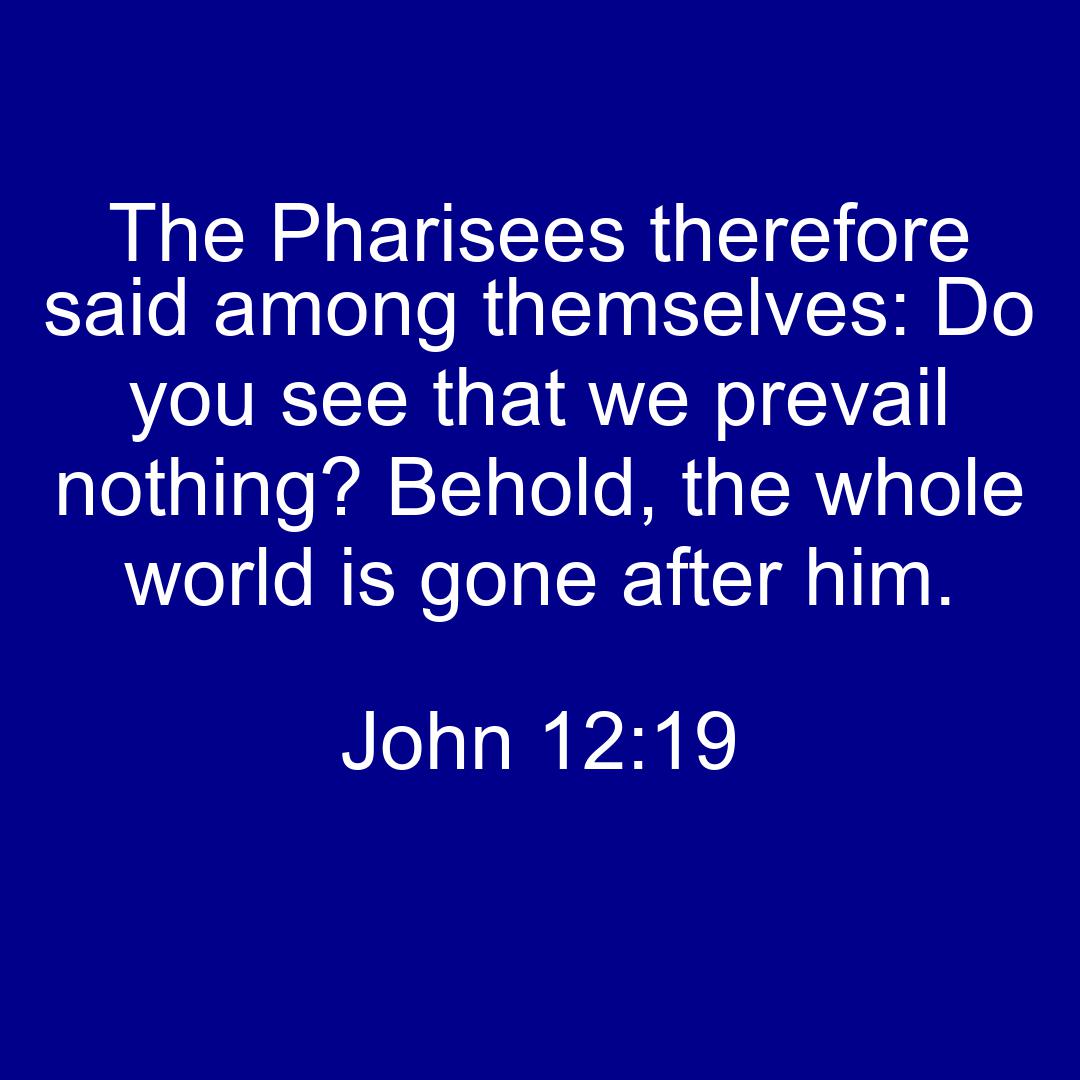 The Pharisees therefore
said among themselves: Do
you see that we prevail
nothing? Behold, the whole
world is gone after him.
John 12:19